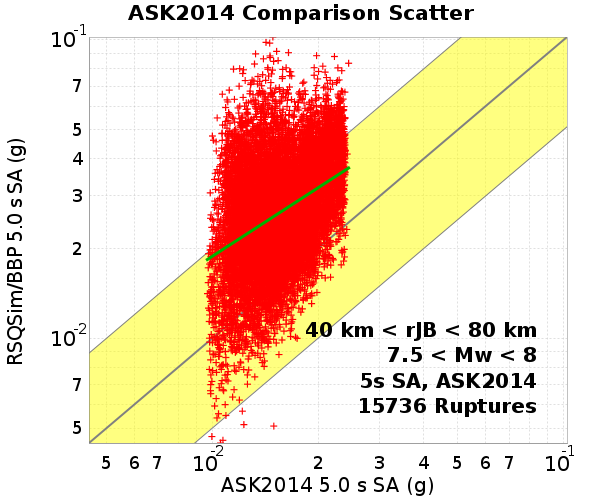 ASK2014 Comparison Scatter
RSQSim/BBP 5.0 s SA (g)
10-1
7
5
4
3
2
10-2
7
5
40 km < rJB < 80 km
7.5 < Mw < 8
5s SA, ASK2014
15736 Ruptures
5 6 7 10-2 2 3 4 5 6 7 10-1
ASK2014 5.0 s SA (g)